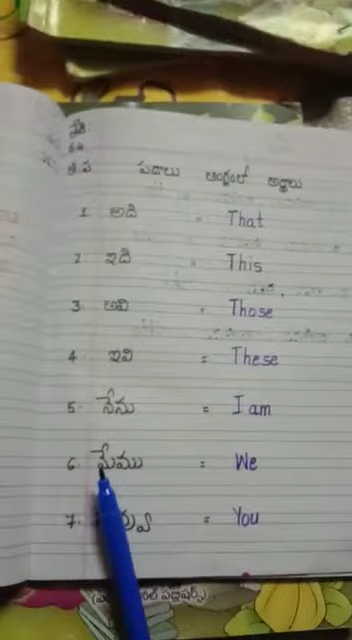 పదాలు ఆంగ్లంలో అర్థాలు
1. అది = That
2. ఇది = This
3. అవి = Those
4. ఇవి = These
5. నేను = I am
6. మేము = We
7. = You